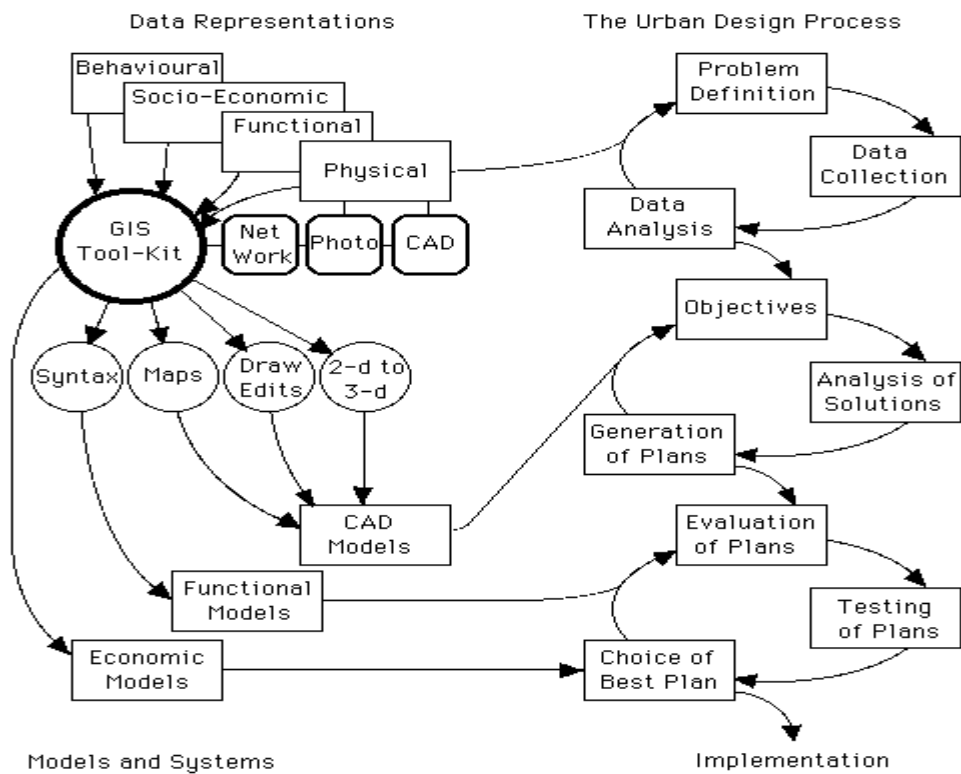 Data Representations
The Urban Design Process
Behavioural
Socio-Economic
Functional
Physical
GIS
Tool-Kit
Net
Work
Photo
CAD
Syntax
Maps
Draw
Edits
2-d to
3-d
CAD
Models
Functional
Models
Economic
Models
Models and Systems
Problem
Definition
Data
Collection
Data
Analysis
Objectives
Analysis of
Solutions
Generation
of Plans
Evaluation
of Plans
Testing
of Plans
Choice of
Best Plan
Implementation